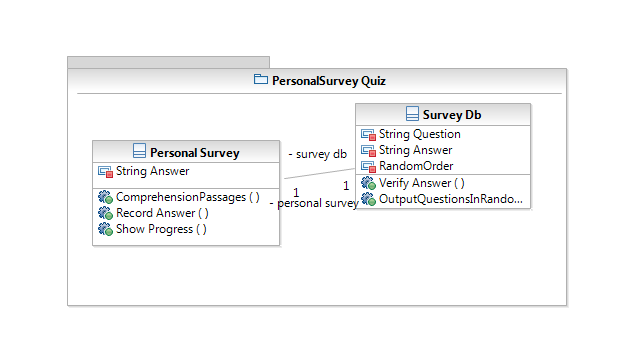 PersonalSurvey Quiz
Survey Db
String Question
String Answer
RandomOrder
Verify Answer ( )
OutputQuestionsInRando...
Personal Survey
String Answer
ComprehensionPassages ( )
Record Answer ( )
Show Progress ( )
- survey db
1
1
- personal survey